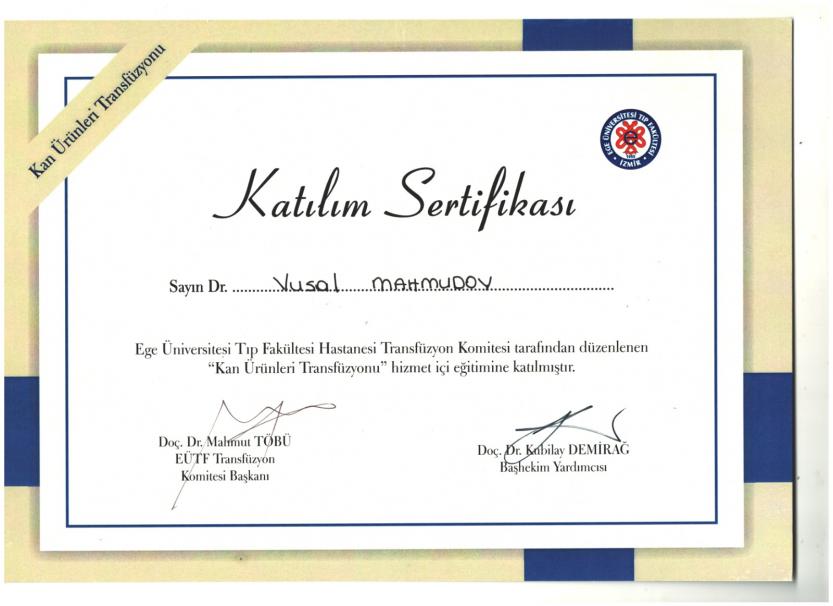 Kan Ürünleri Transfüzyonu
EGE ÜNİVERSİTESİ TIP FAKÜLTESİ
İZMİR
Katılım Sertifikası
Sayın Dr. Vusal MAHMUDOV
Ege Üniversitesi Tıp Fakültesi Hastanesi Transfüzyon Komitesi tarafından düzenlenen
“Kan Ürünleri Transfüzyonu” hizmet içi eğitimine katılmıştır.
Doç. Dr. Mahmut TÖBÜ
EÜTF Transfüzyon
Komitesi Başkanı
Doç. Dr. Kubilay DEMİRAĞ
Başhekim Yardımcısı